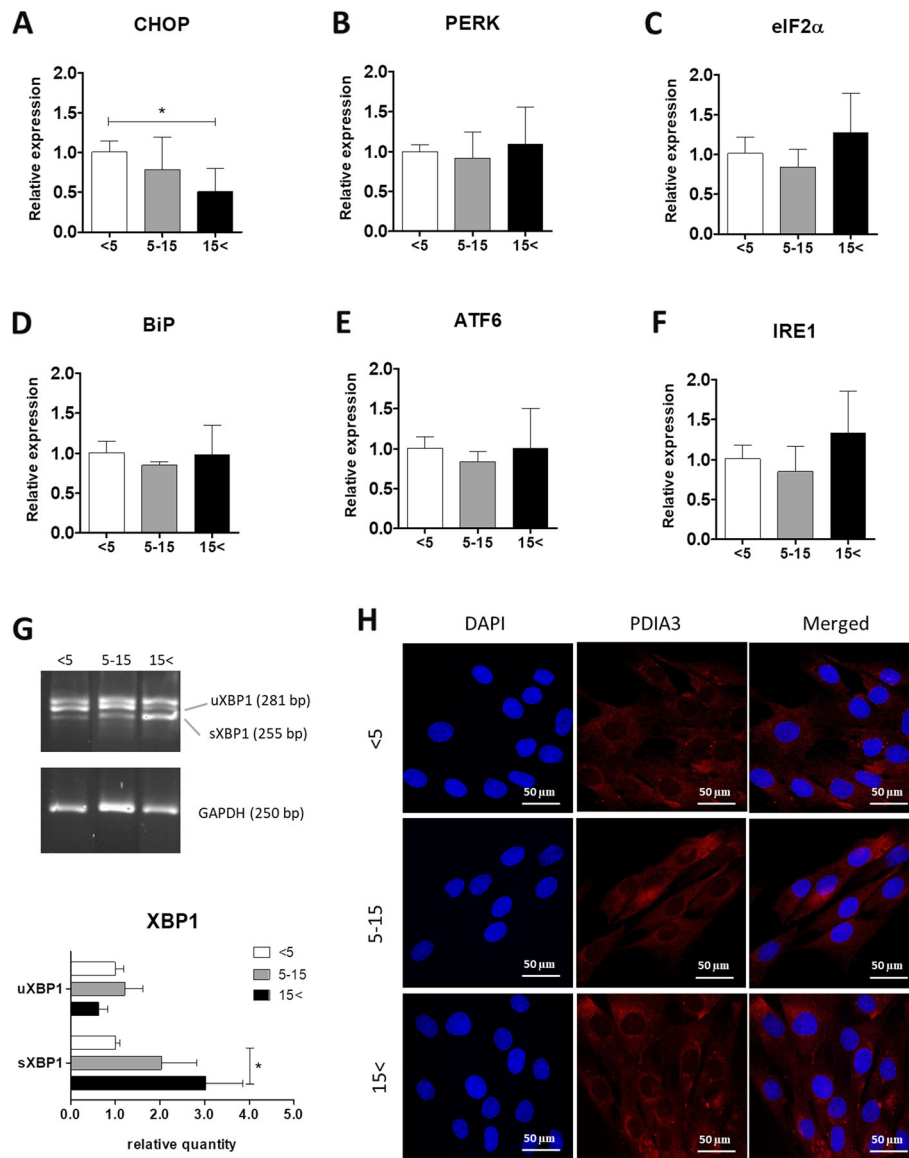 A
CHOP
Relative expression
2.0
1.5
1.0
0.5
0.0
*
<5 5-15 15<
B
PERK
Relative expression
2.0
1.5
1.0
0.5
0.0
<5 5-15 15<
C
eIF2α
Relative expression
2.0
1.5
1.0
0.5
0.0
<5 5-15 15<
D
BiP
Relative expression
2.0
1.5
1.0
0.5
0.0
<5 5-15 15<
E
ATF6
Relative expression
2.0
1.5
1.0
0.5
0.0
<5 5-15 15<
F
IRE1
Relative expression
2.0
1.5
1.0
0.5
0.0
<5 5-15 15<
G
<5 5-15 15<
uXBP1 (281 bp)
sXBP1 (255 bp)
GAPDH (250 bp)
XBP1
<5
5-15
15<
uXBP1
sXBP1
*
0.0 1.0 2.0 3.0 4.0 5.0
relative quantity
H
DAPI PDIA3 Merged
<5
50 µm 50 µm 50 µm
5-15
50 µm 50 µm 50 µm
15<
50 µm 50 µm 50 µm